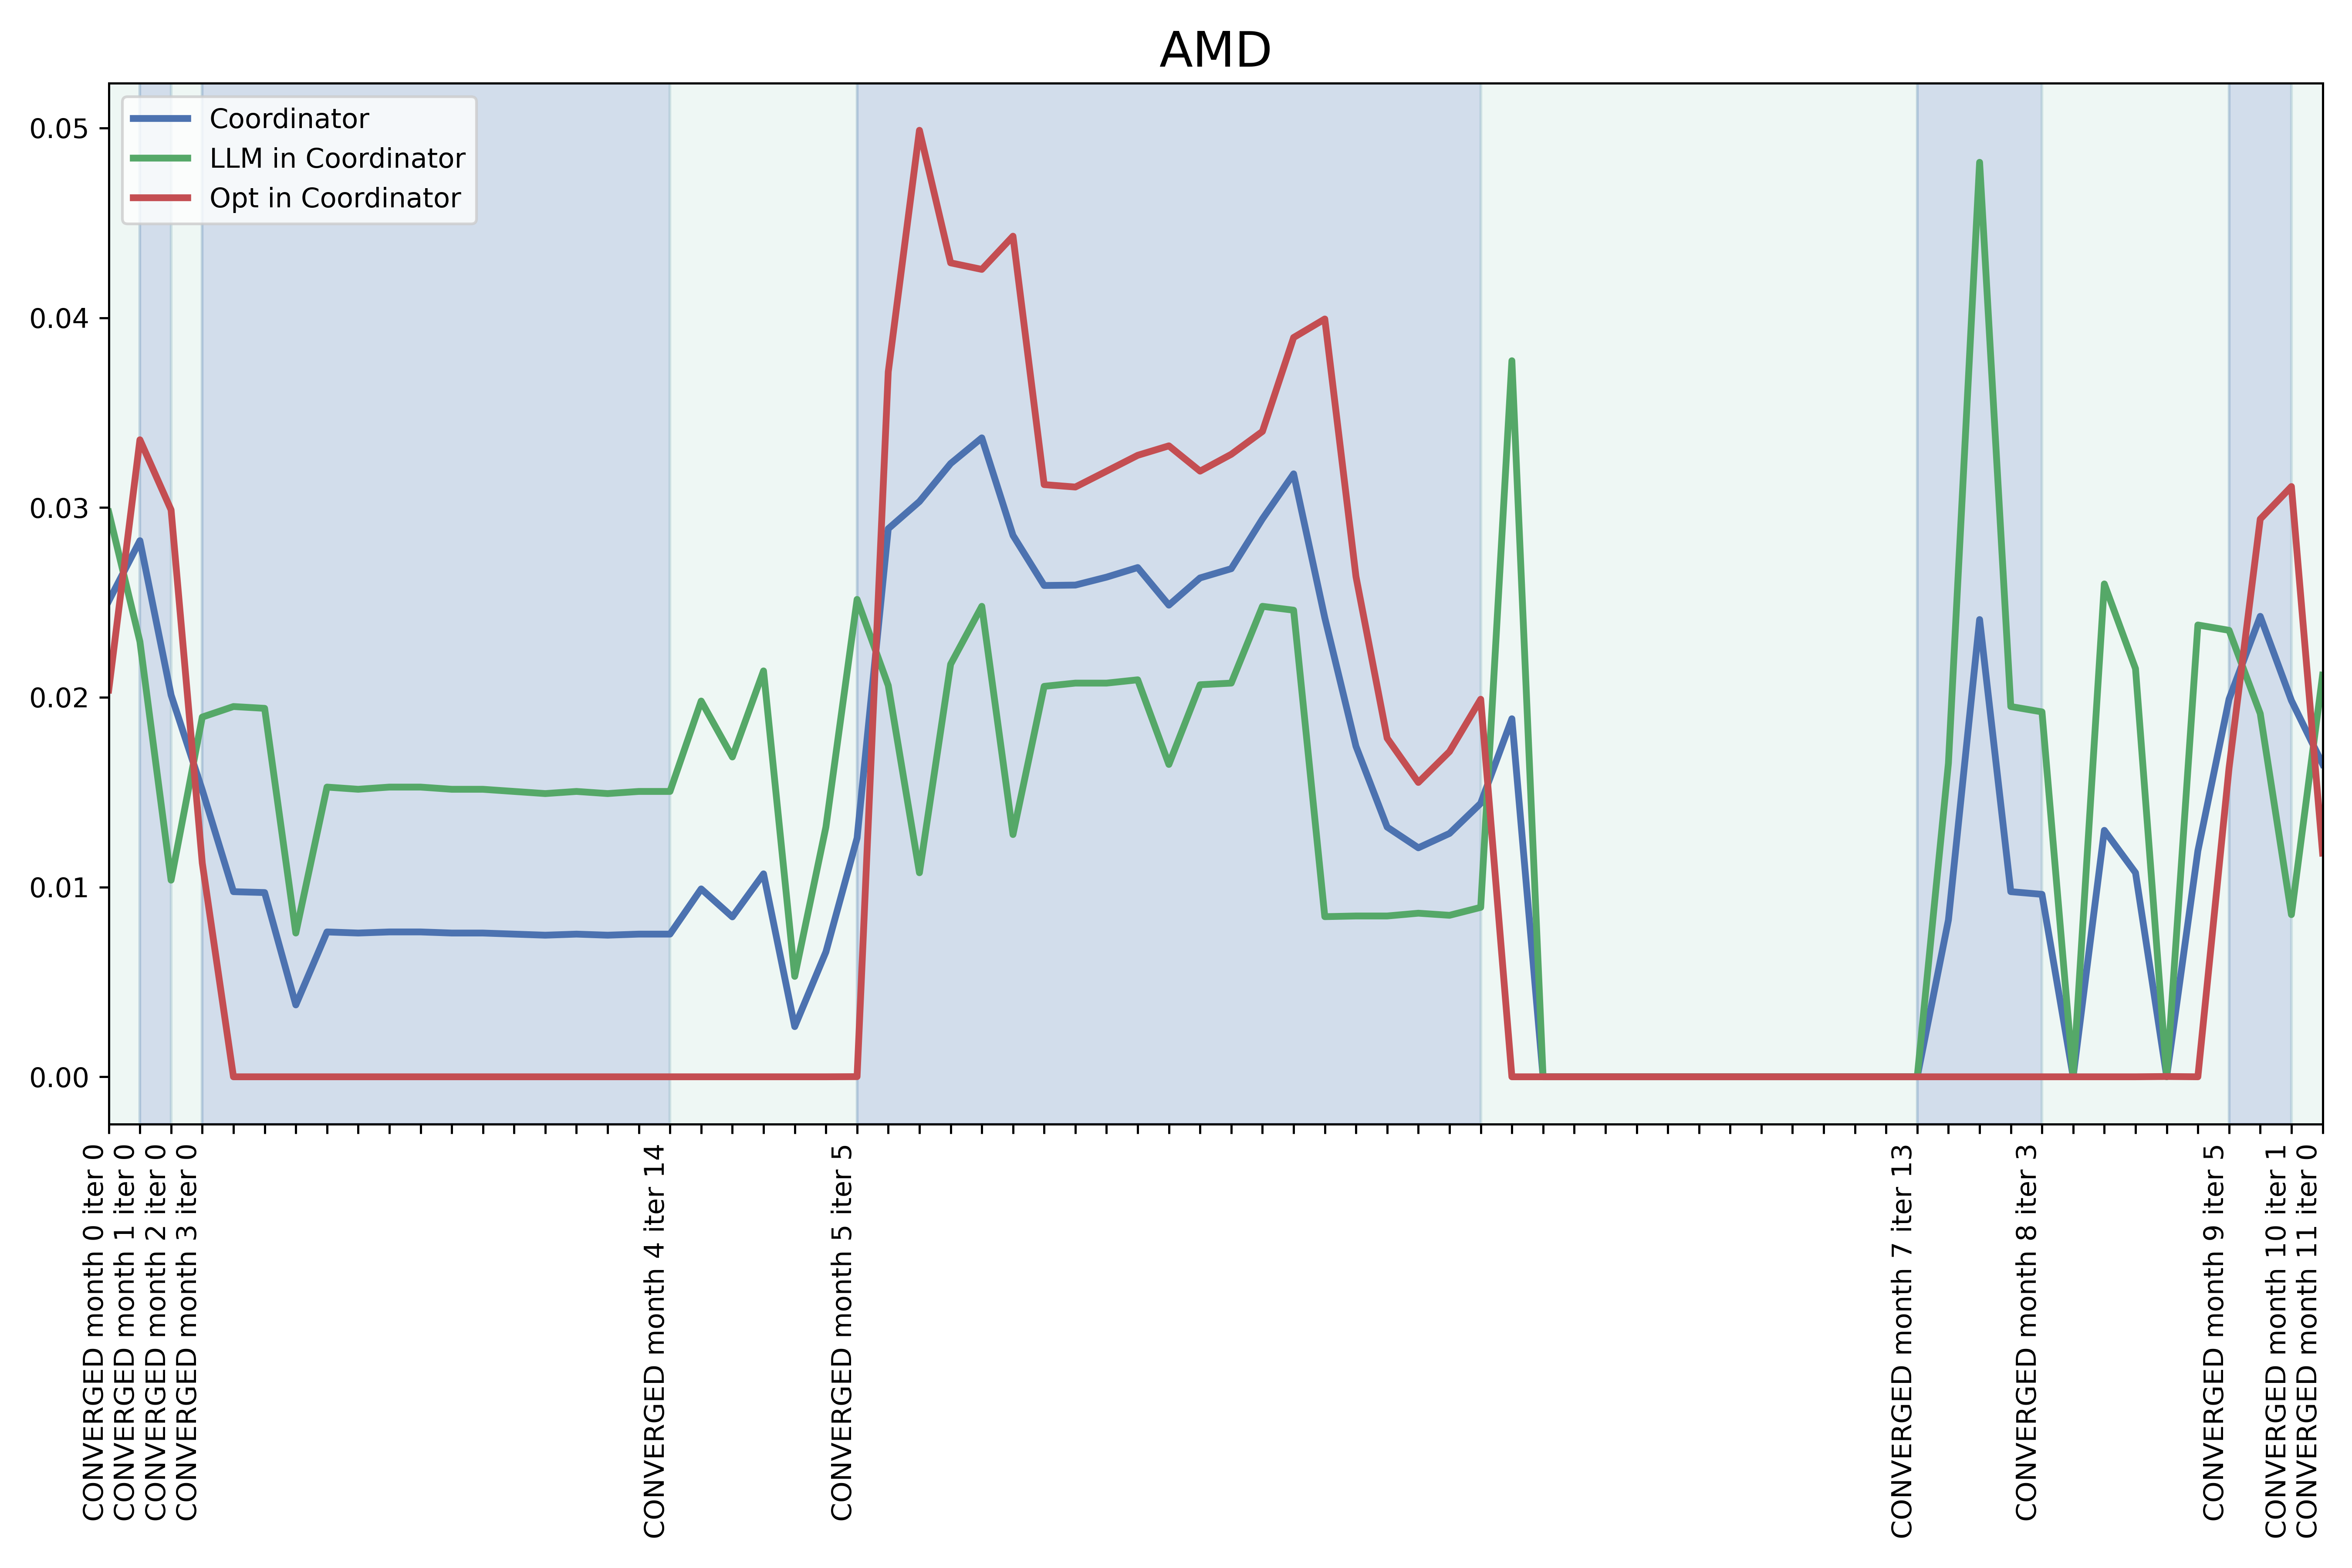 AMD
Coordinator
LLM in Coordinator
Opt in Coordinator
0.05
0.04
0.03
0.02
0.01
0.00
CONVERGED month 0 iter 0
CONVERGED month 1 iter 0
CONVERGED month 2 iter 0
CONVERGED month 3 iter 0
CONVERGED month 4 iter 14
CONVERGED month 5 iter 5
CONVERGED month 7 iter 13
CONVERGED month 8 iter 3
CONVERGED month 9 iter 5
CONVERGED month 10 iter 1
CONVERGED month 11 iter 0